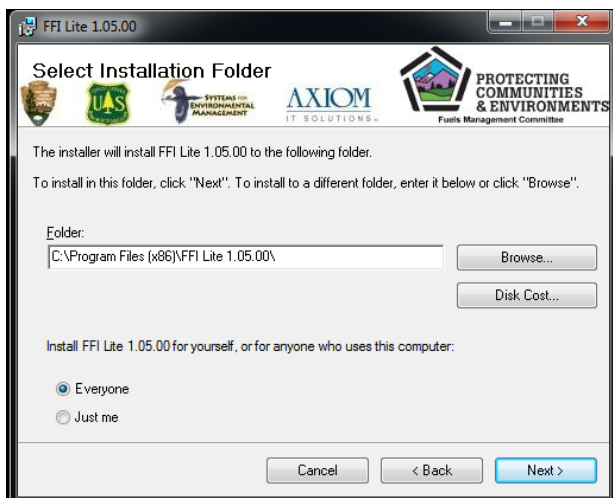 FFI Lite 1.05.00
Select Installation Folder
UAS
SYSTEMS FOR
ENVIRONMENTAL
MANAGEMENT
AXIOM
IT SOLUTIONS
PROTECTING
COMMUNITIES
& ENVIRONMENTS
Fuels Management Committee
The installer will install FFI Lite 1.05.00 to the following folder.
To install in this folder, click "Next". To install to a different folder, enter it below or click "Browse".
Folder:
C:\Program Files (x86)\FFI Lite 1.05.00\
Browse...
Disk Cost...
Install FFI Lite 1.05.00 for yourself, or for anyone who uses this computer:
Everyone
Just me
Cancel
< Back
Next >